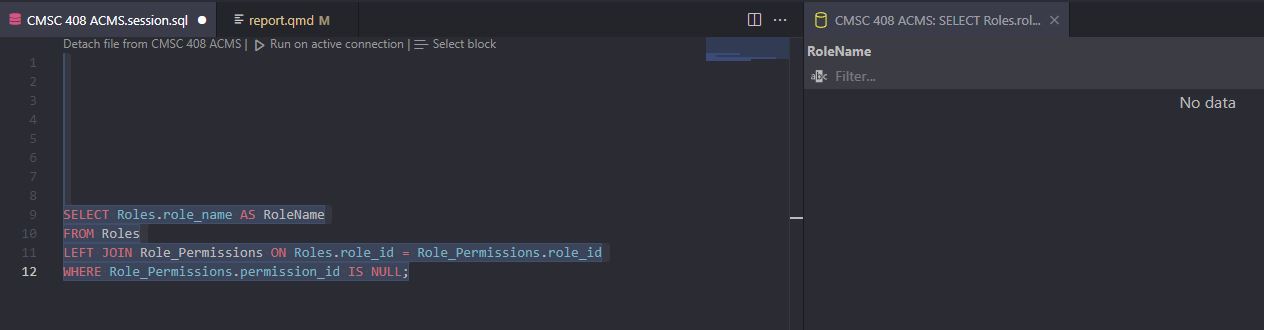 CMSC 408 ACMS.session.sql
report.qmd M
CMSC 408 ACMS: SELECT Roles.rol...
Detach file from CMSC 408 ACMS | Run on active connection | Select block
1
2
3
4
5
6
7
8
9 SELECT Roles.role_name AS RoleName
10 FROM Roles
11 LEFT JOIN Role_Permissions ON Roles.role_id = Role_Permissions.role_id
12 WHERE Role_Permissions.permission_id IS NULL;
RoleName
abc Filter...
No data